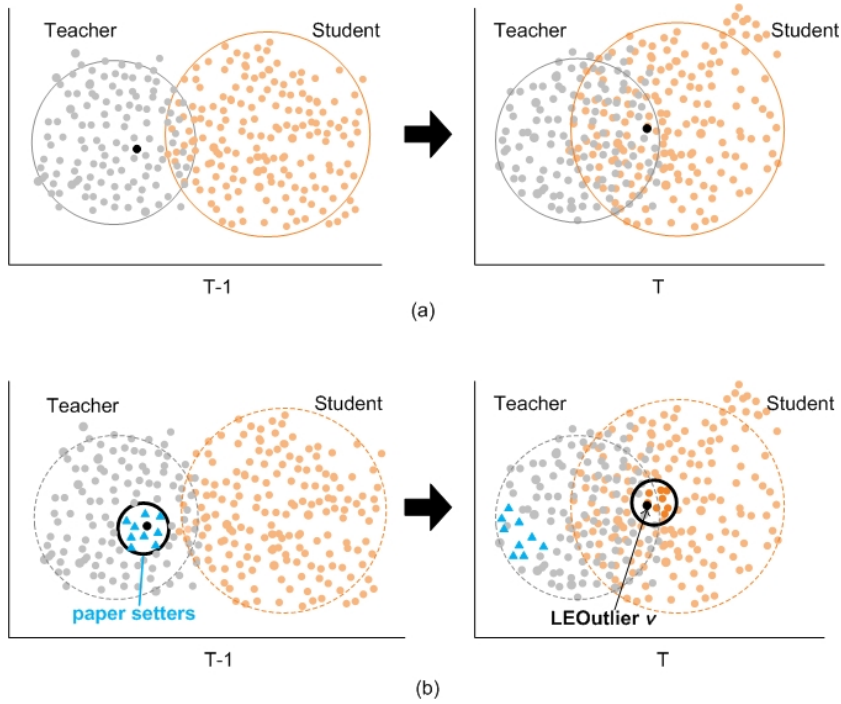 Teacher
Student
Teacher
Student
T-1
T
(a)
Teacher
Student
Teacher
Student
paper setters
LEOutlier v
T-1
T
(b)